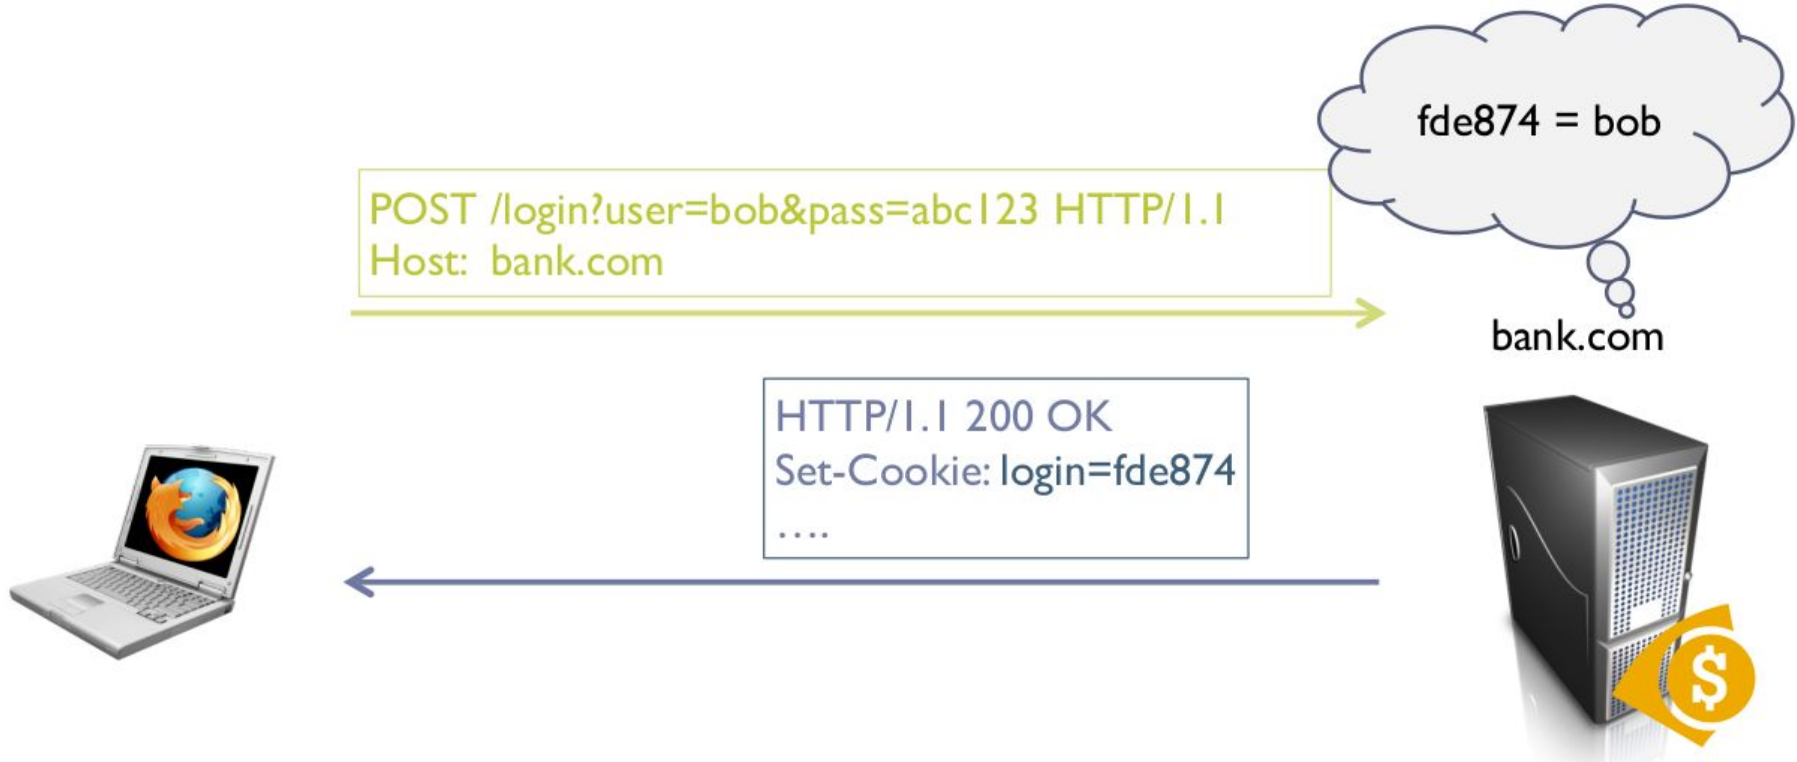 fde874 = bob
POST /login?user=bob&pass=abc123 HTTP/1.1
Host: bank.com
bank.com
HTTP/1.1 200 OK
Set-Cookie: login=fde874
....
$